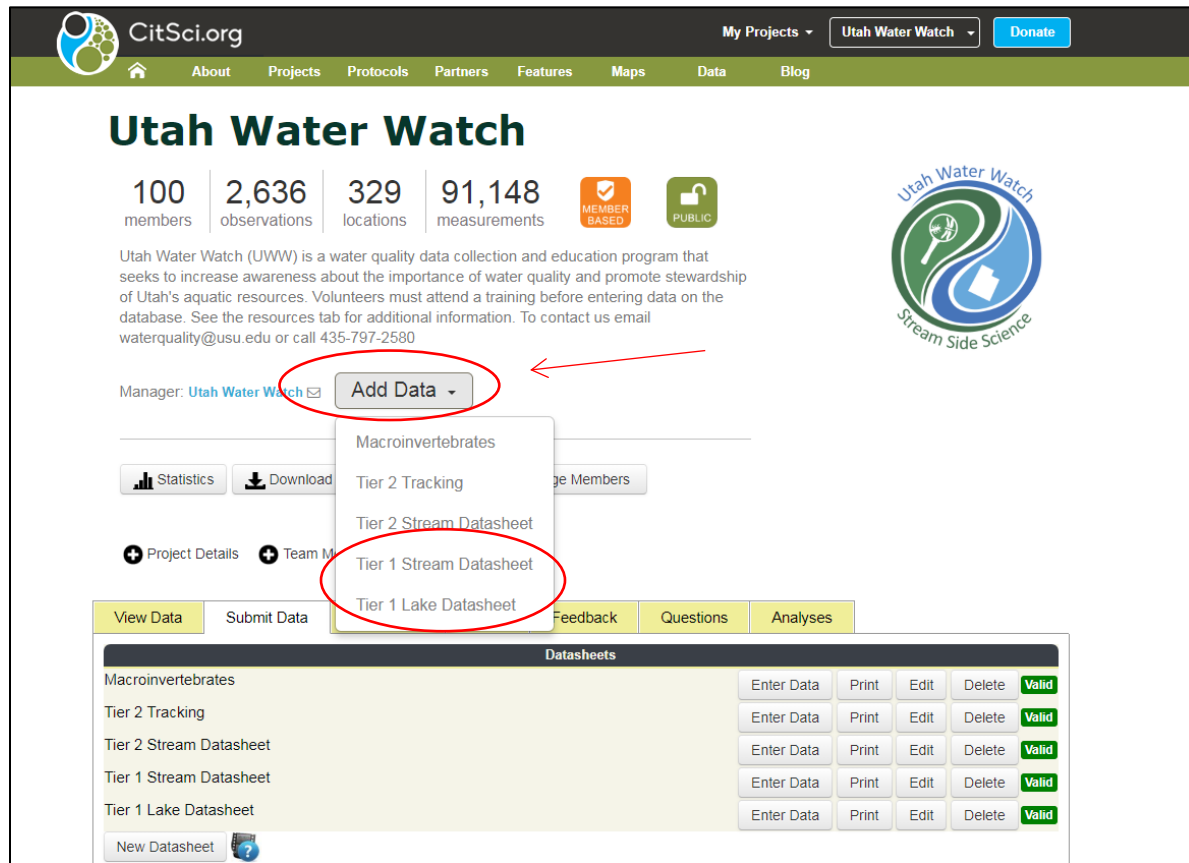 CitSci.org
My Projects
Utah Water Watch
Donate
About Projects Protocols Partners Features Maps Data Blog
Utah Water Watch
100 2,636 329 91,148
members observations locations measurements
MEMBER
BASED
PUBLIC
Utah Water Watch
Stream Side Science
Utah Water Watch (UWW) is a water quality data collection and education program that
seeks to increase awareness about the importance of water quality and promote stewardship
of Utah's aquatic resources. Volunteers must attend a training before entering data on the
database. See the resources tab for additional information. To contact us email
waterquality@usu.edu or call 435-797-2580
Manager: Utah Water Watch
Add Data
Macroinvertebrates
Tier 2 Tracking
Tier 2 Stream Datasheet
Tier 1 Stream Datasheet
Tier 1 Lake Datasheet
Statistics Download ge Members
Project Details Team M
View Data Submit Data Feedback Questions Analyses
Datasheets
Macroinvertebrates Enter Data Print Edit Delete Valid
Tier 2 Tracking Enter Data Print Edit Delete Valid
Tier 2 Stream Datasheet Enter Data Print Edit Delete Valid
Tier 1 Stream Datasheet Enter Data Print Edit Delete Valid
Tier 1 Lake Datasheet Enter Data Print Edit Delete Valid
New Datasheet ?